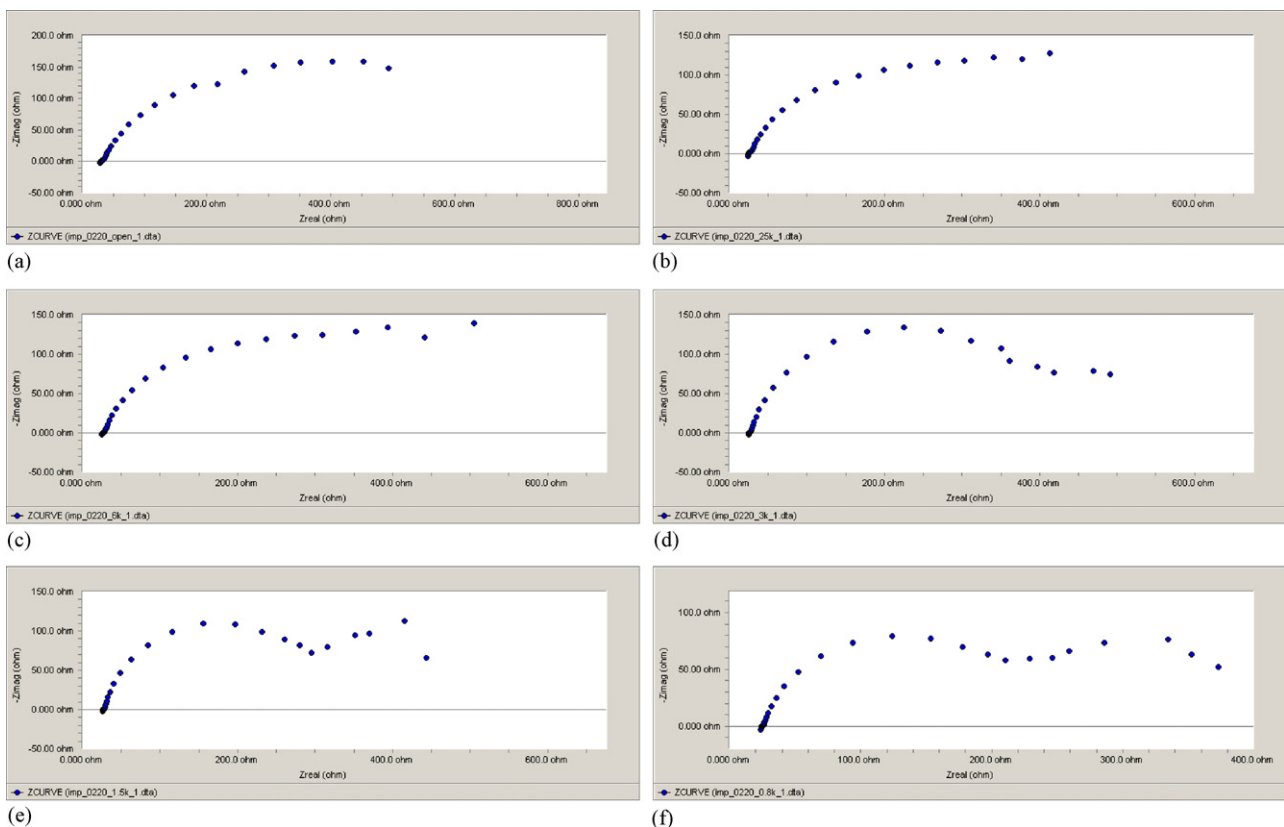 200.0 ohm
150.0 ohm
100.0 ohm
50.00 ohm
0.000 ohm
-50.00 ohm
-Zimag (ohm)
0.000 ohm 200.0 ohm 400.0 ohm 600.0 ohm 800.0 ohm
Zreal (ohm)
ZCURVE (imp_0220_open_1.dta)
(a)
150.0 ohm
100.0 ohm
50.00 ohm
0.000 ohm
-50.00 ohm
-Zimag (ohm)
0.000 ohm 200.0 ohm 400.0 ohm 600.0 ohm
Zreal (ohm)
ZCURVE (imp_0220_25k_1.dta)
(b)
150.0 ohm
100.0 ohm
50.00 ohm
0.000 ohm
-50.00 ohm
-Zimag (ohm)
0.000 ohm 200.0 ohm 400.0 ohm 600.0 ohm
Zreal (ohm)
ZCURVE (imp_0220_6k_1.dta)
(c)
150.0 ohm
100.0 ohm
50.00 ohm
0.000 ohm
-50.00 ohm
-Zimag (ohm)
0.000 ohm 200.0 ohm 400.0 ohm 600.0 ohm
Zreal (ohm)
ZCURVE (imp_0220_3k_1.dta)
(d)
150.0 ohm
100.0 ohm
50.00 ohm
0.000 ohm
-50.00 ohm
-Zimag (ohm)
0.000 ohm 200.0 ohm 400.0 ohm 600.0 ohm
Zreal (ohm)
ZCURVE (imp_0220_1.5k_1.dta)
(e)
100.0 ohm
50.00 ohm
0.000 ohm
-Zimag (ohm)
0.000 ohm 100.0 ohm 200.0 ohm 300.0 ohm 400.0 ohm
Zreal (ohm)
ZCURVE (imp_0220_0.8k_1.dta)
(f)